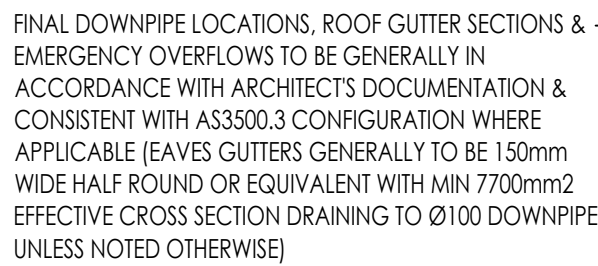 FINAL DOWNPIPE LOCATIONS, ROOF GUTTER SECTIONS & -
EMERGENCY OVERFLOWS TO BE GENERALLY IN
ACCORDANCE WITH ARCHITECT'S DOCUMENTATION &
CONSISTENT WITH AS3500.3 CONFIGURATION WHERE
APPLICABLE (EAVES GUTTERS GENERALLY TO BE 150mm
WIDE HALF ROUND OR EQUIVALENT WITH MIN 7700mm2
EFFECTIVE CROSS SECTION DRAINING TO Ø100 DOWNPIPE
UNLESS NOTED OTHERWISE)